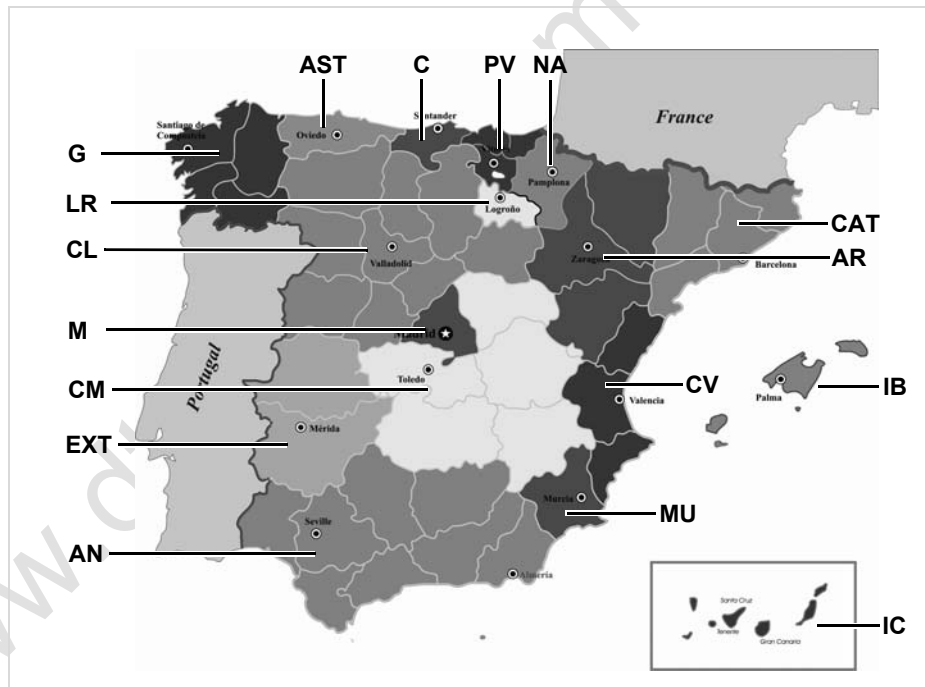 AST C PV NA
Santander
France
Santiago de
Compostela
Oviedo
G
Pamplona
LR
Logroño
CAT
CL
Valladolid
Zaragoza
AR
Barcelona
M
Madrid
Portugal
CM
Toledo
CV
Palma
IB
Valencia
EXT
Mérida
Murcia
MU
Seville
AN
Almería
Santa Cruz
Tenerife
Gran Canaria
IC